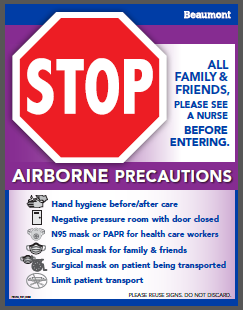 Beaumont
STOP
ALL
FAMILY &
FRIENDS,
PLEASE SEE
A NURSE
BEFORE
ENTERING.
AIRBORNE PRECAUTIONS
Hand hygiene before/after care
Negative pressure room with door closed
N95 mask or PAPR for health care workers
Surgical mask for family & friends
Surgical mask on patient being transported
Limit patient transport
PLEASE REUSE SIGNS. DO NOT DISCARD.